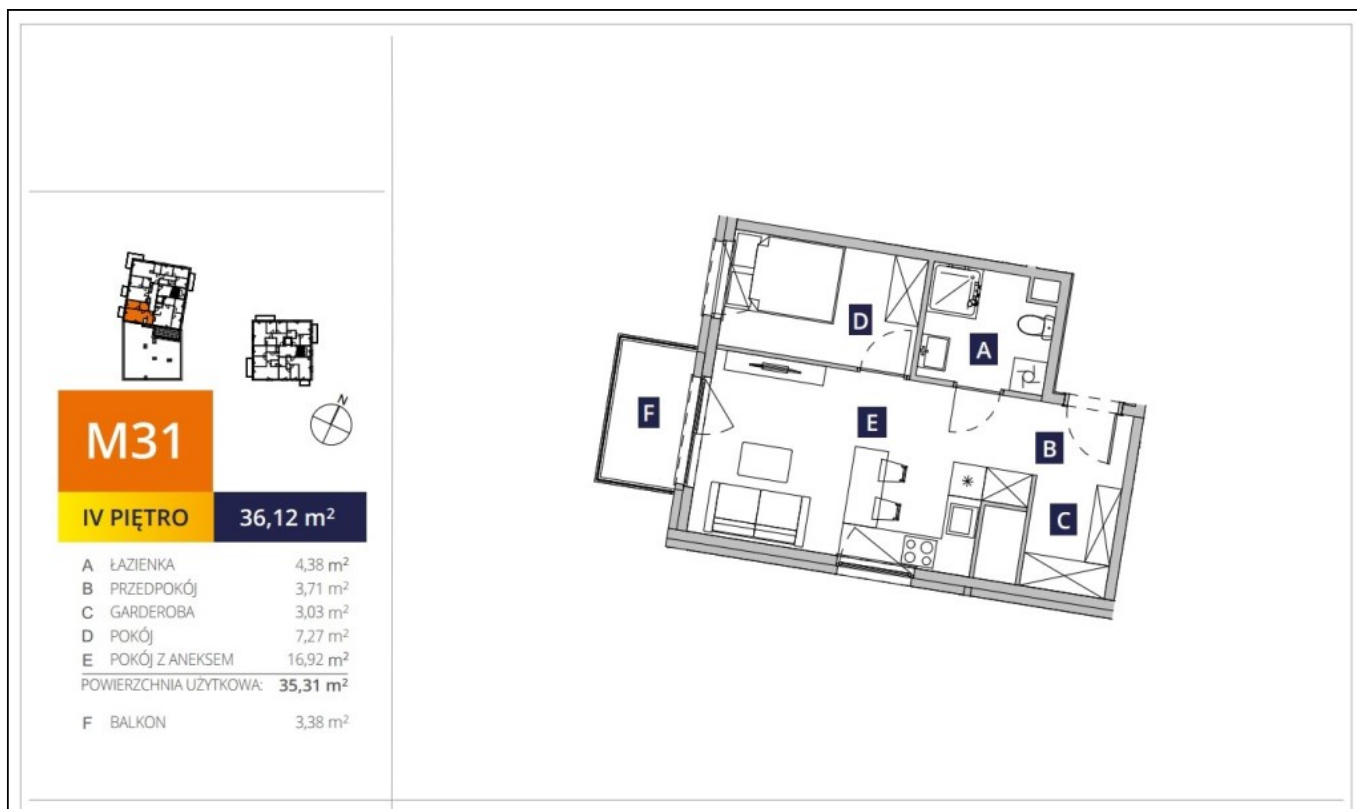 N
M31
IV PIĘTRO 36,12 m²
A ŁAZIENKA 4,38 m²
B PRZEDPOKÓJ 3,71 m²
C GARDEROBA 3,03 m²
D POKÓJ 7,27 m²
E POKÓJ Z ANEKSEM 16,92 m²
POWIERZCHNIA UŻYTKOWA: 35,31 m²
F BALKON 3,38 m²
D
A
F
E
B
C